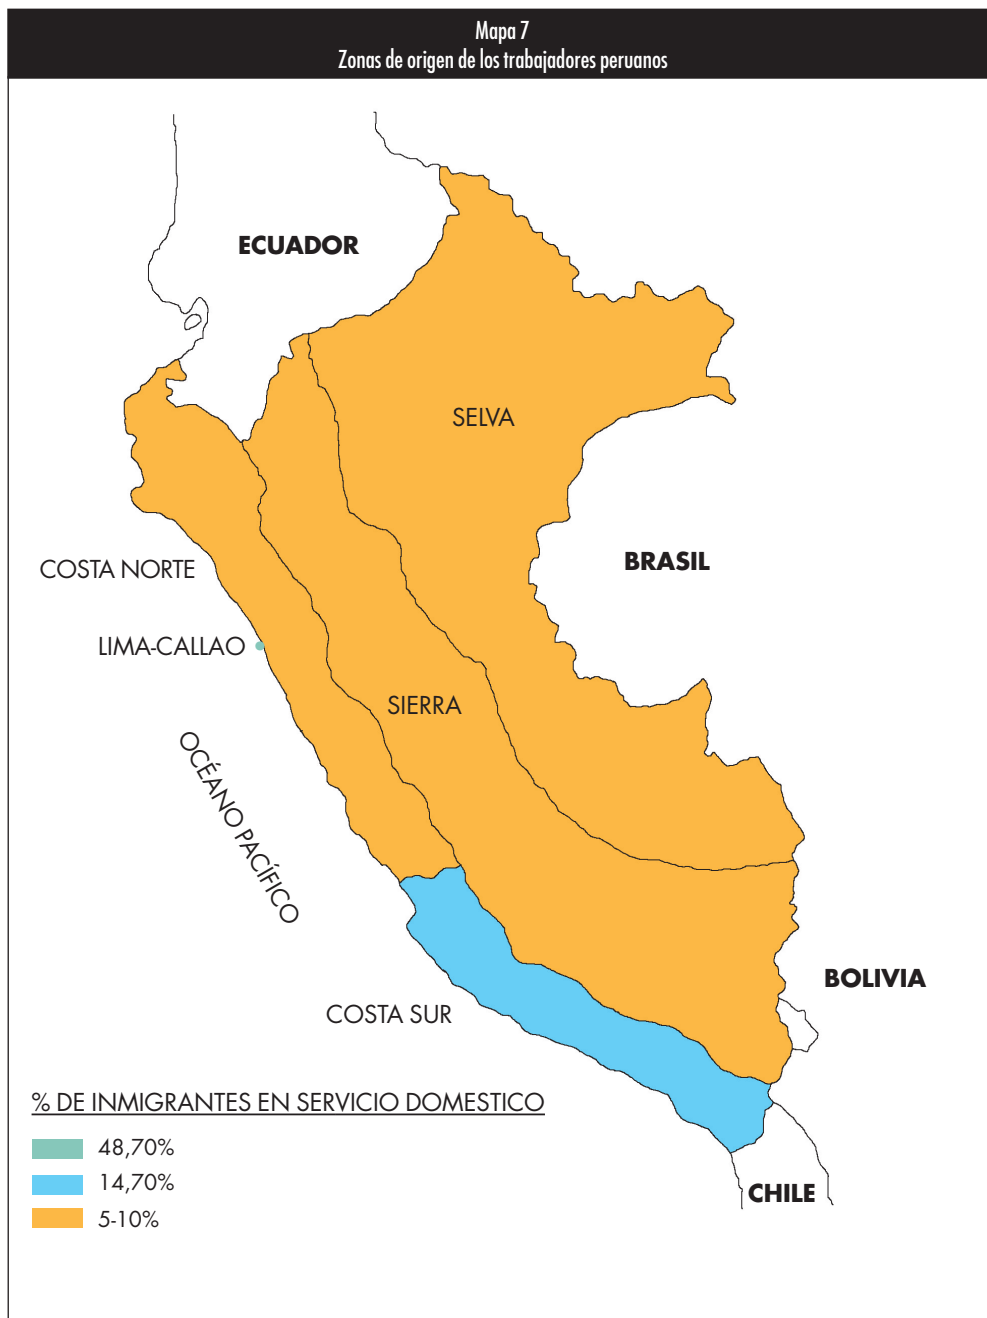 Mapa 7
Zonas de origen de los trabajadores peruanos
ECUADOR
SELVA
BRASIL
COSTA NORTE
LIMA-CALLAO
SIERRA
OCÉANO PACÍFICO
BOLIVIA
COSTA SUR
% DE INMIGRANTES EN SERVICIO DOMESTICO
48,70%
14,70%
5-10%
CHILE